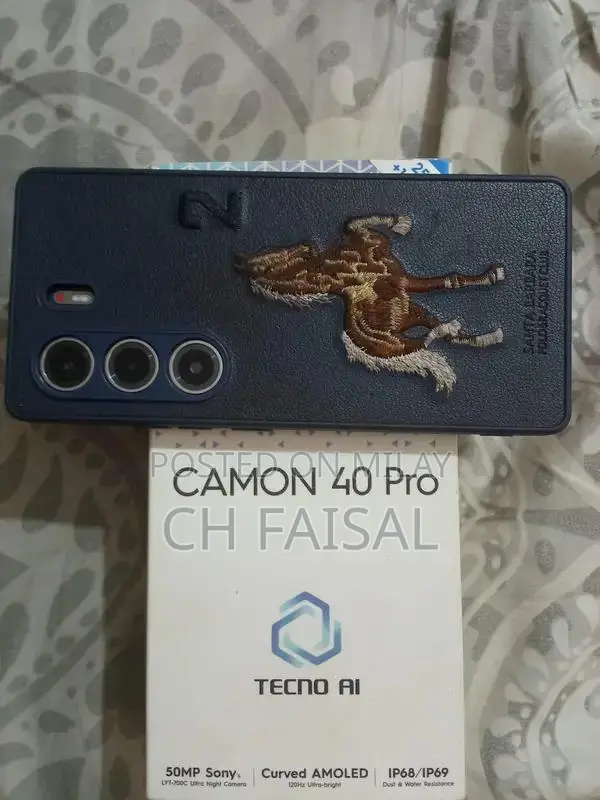 2
SANTA BARBARA
POLO & RACQUET CLUB
POSTED ON MILAY
CAMON 40 Pro
CH FAISAL
TECNO AI
50MP Sony
LYT-700C Ultra Night Camera
Curved AMOLED
120Hz Ultra-bright
IP68/IP69
Dust & Water Resistance